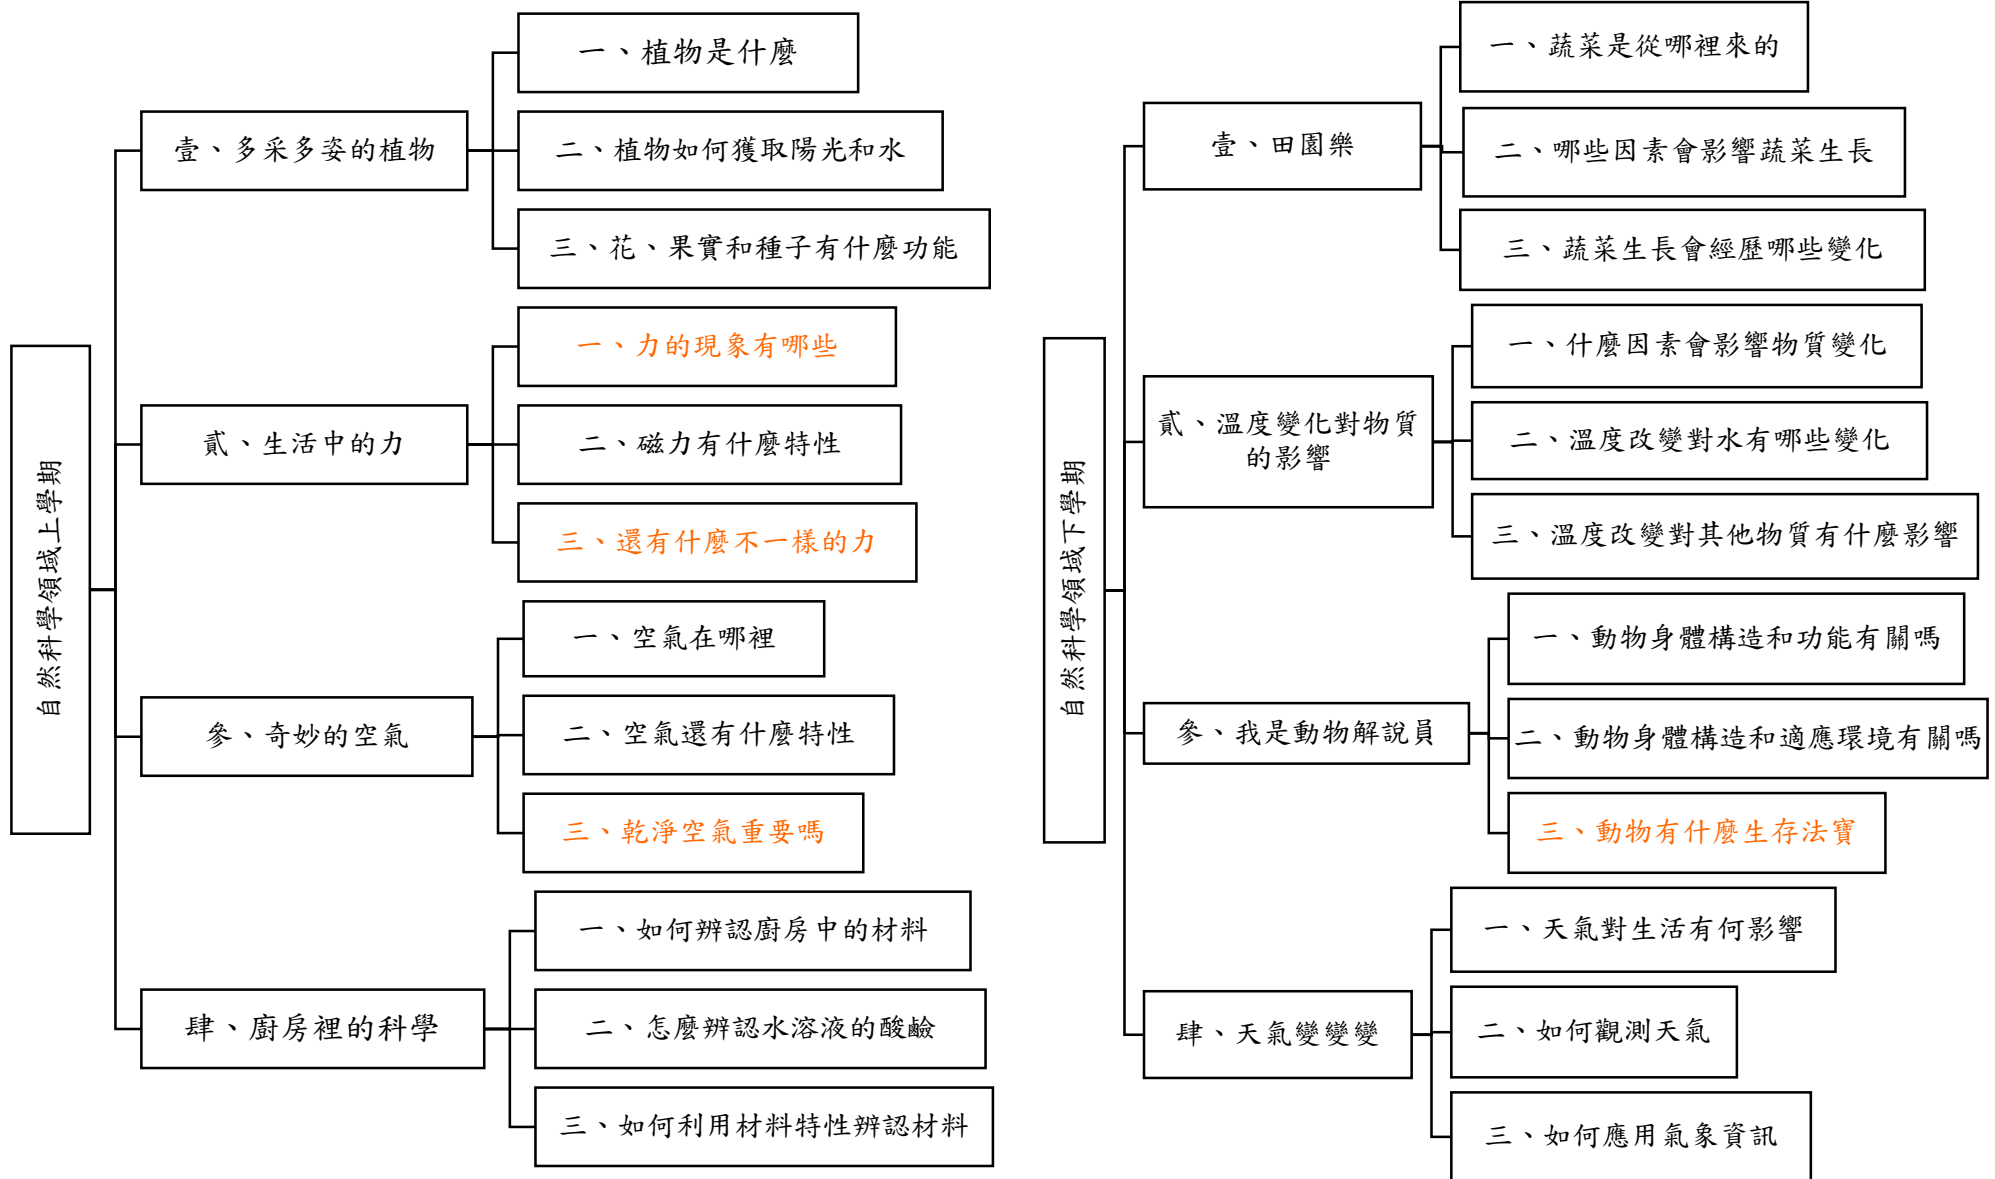 自然科學領域上學期
壹、多采多姿的植物
一、植物是什麼
二、植物如何獲取陽光和水
三、花、果實和種子有什麼功能
貳、生活中的力
一、力的現象有哪些
二、磁力有什麼特性
三、還有什麼不一樣的力
參、奇妙的空氣
一、空氣在哪裡
二、空氣還有什麼特性
三、乾淨空氣重要嗎
肆、廚房裡的科學
一、如何辨認廚房中的材料
二、怎麼辨認水溶液的酸鹼
三、如何利用材料特性辨認材料
自然科學領域下學期
壹、田園樂
一、蔬菜是從哪裡來的
二、哪些因素會影響蔬菜生長
三、蔬菜生長會經歷哪些變化
貳、溫度變化對物質
的影響
一、什麼因素會影響物質變化
二、溫度改變對水有哪些變化
三、溫度改變對其他物質有什麼影響
參、我是動物解說員
一、動物身體構造和功能有關嗎
二、動物身體構造和適應環境有關嗎
三、動物有什麼生存法寶
肆、天氣變變變
一、天氣對生活有何影響
二、如何觀測天氣
三、如何應用氣象資訊